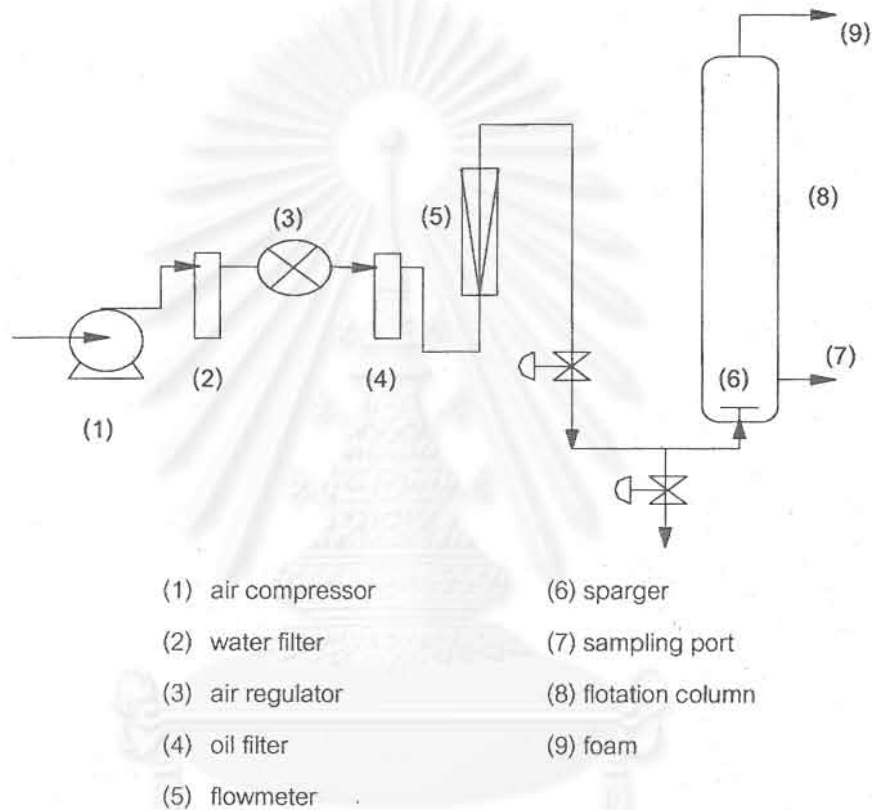 (9)
(8)
(3)
(5)
(7)
(6)
(2)
(4)
(1)
(1) air compressor
(2) water filter
(3) air regulator
(4) oil filter
(5) flowmeter
(6) sparger
(7) sampling port
(8) flotation column
(9) foam